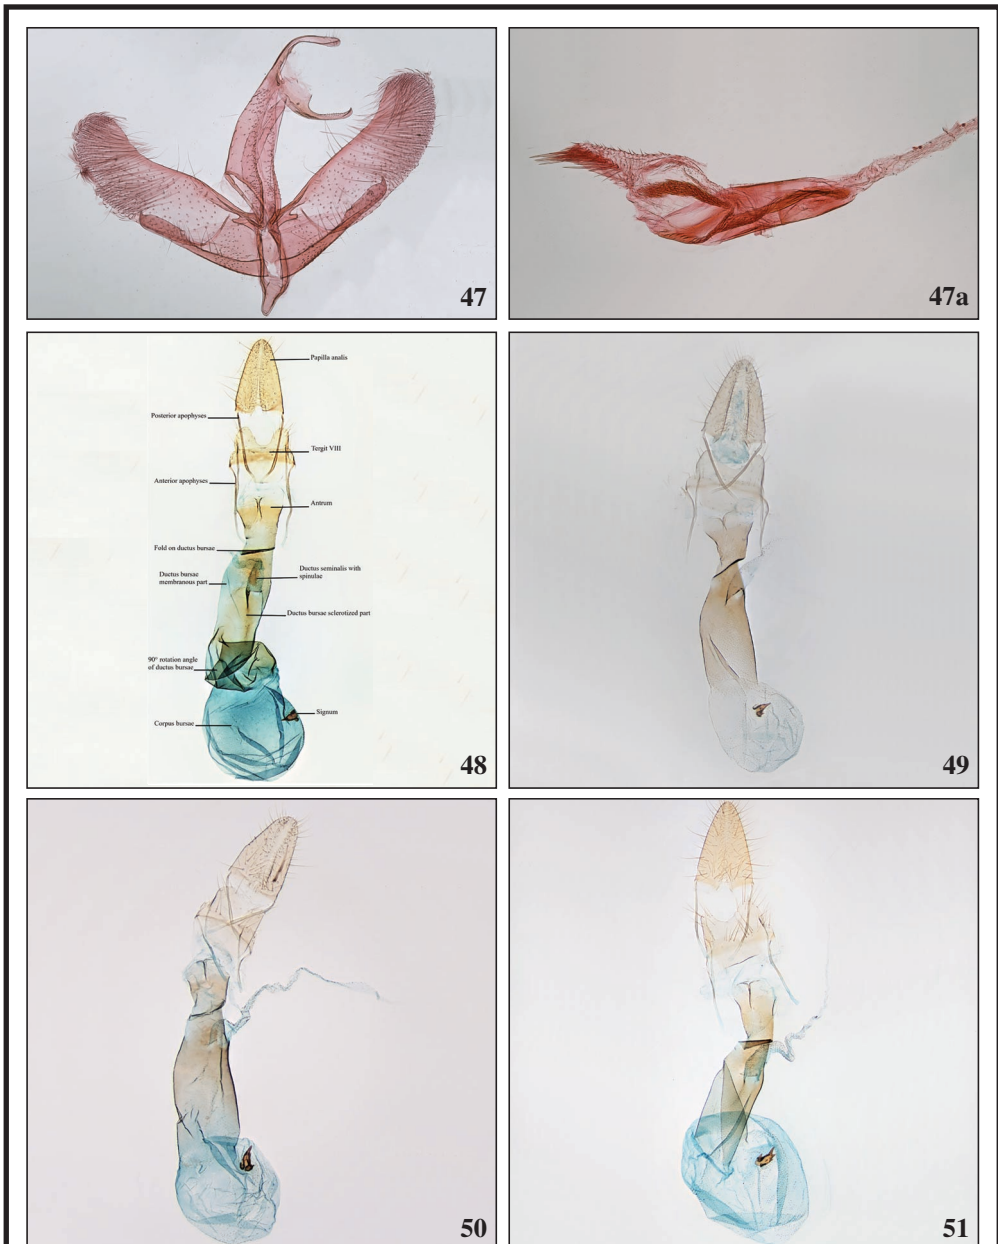 47
47a
Papilla analis
Posterior apophyses
Tergit VIII
Anterior apophyses
Antrum
Fold on ductus bursae
Ductus bursae
membranous part
Ductus seminalis with
spinulae
Ductus bursae sclerotized part
90° rotation angle
of ductus bursae
Signum
Corpus bursae
48
49
50
51